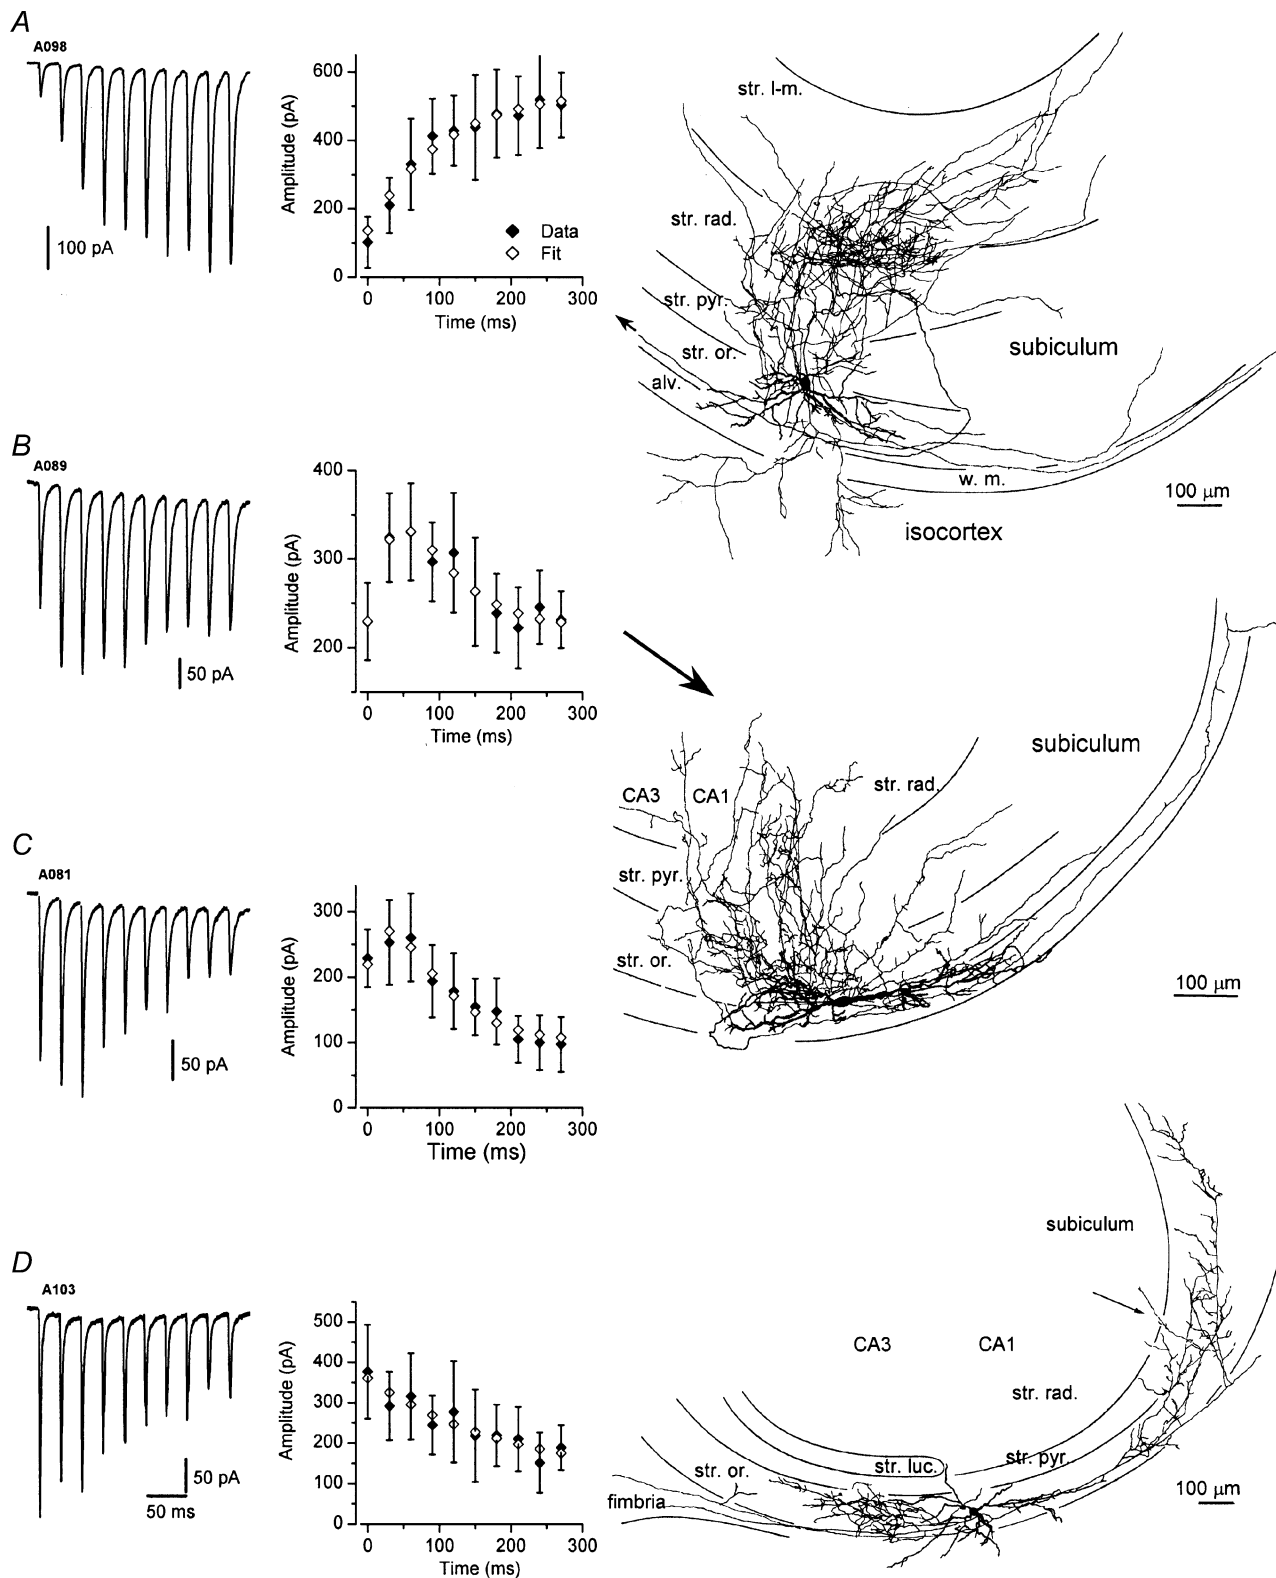 A
A098
100 pA
Amplitude (pA)
600
400
200
0
0
100
200
300
Time (ms)
Data
Fit
str. l-m.
str. rad.
str. pyr.
str. or.
alv.
subiculum
w. m.
isocortex
100 µm
B
A089
50 pA
Amplitude (pA)
400
300
200
0
100
200
300
Time (ms)
C
A081
50 pA
Amplitude (pA)
300
200
100
0
0
100
200
300
Time (ms)
CA3
CA1
str. rad.
subiculum
str. pyr.
str. or.
100 µm
D
A103
50 pA
50 ms
Amplitude (pA)
500
400
300
200
100
0
0
100
200
300
Time (ms)
subiculum
CA3
CA1
str. rad.
str. pyr.
str. luc.
str. or.
fimbria
100 µm